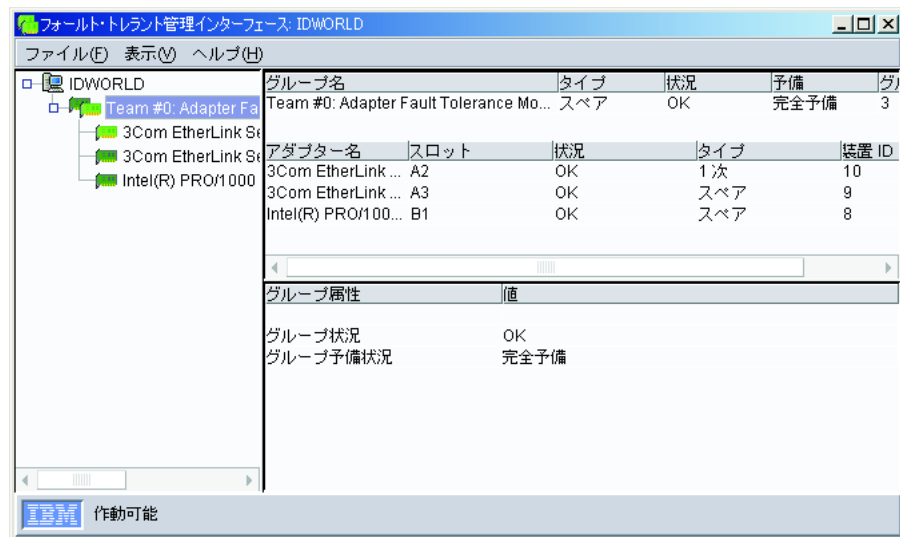 フォールト・トレラント管理インターフェース: IDWORLD
ファイル(F) 表示(V) ヘルプ(H)
IDWORLD
Team #0: Adapter Fa
3Com EtherLink Se
3Com EtherLink Se
Intel(R) PRO/1000
グループ名 タイプ 状況 予備 グル
Team #0: Adapter Fault Tolerance Mo... スペア OK 完全予備 3
アダプター名 スロット 状況 タイプ 装置 ID
3Com EtherLink ... A2 OK 1 次 10
3Com EtherLink ... A3 OK スペア 9
Intel(R) PRO/100... B1 OK スペア 8
グループ属性 値
グループ状況 OK
グループ予備状況 完全予備
IBM 作動可能